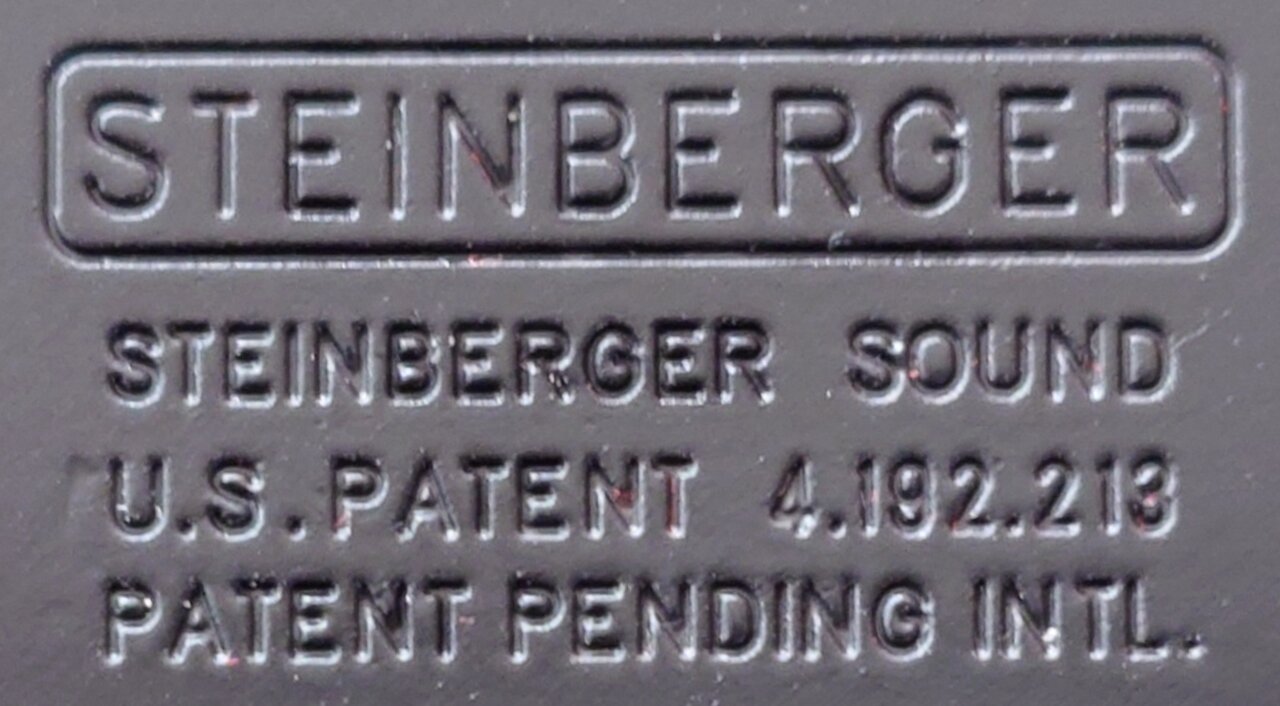 STEINBERGER
STEINBERGER SOUND
U.S. PATENT 4.192.213
PATENT PENDING INTL.